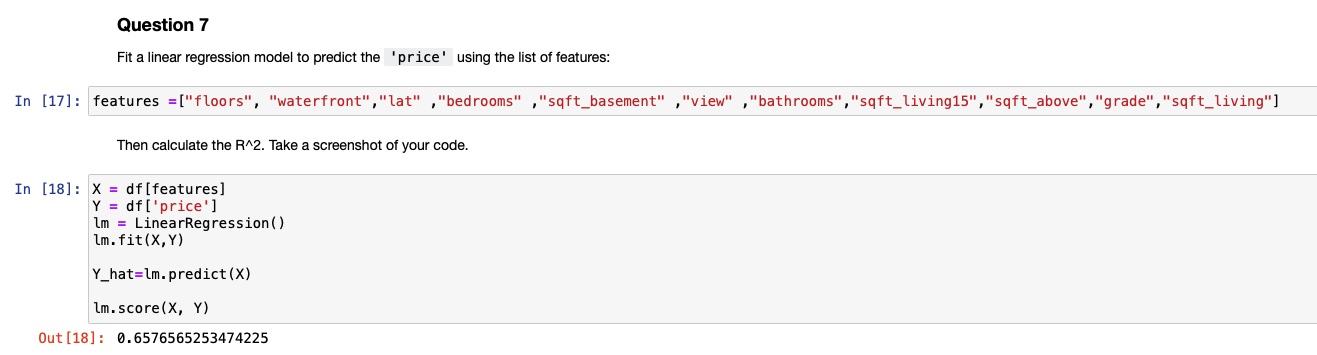 Question 7
Fit a linear regression model to predict the 'price' using the list of features:
In [17]: features =["floors", "waterfront","lat" ,"bedrooms" ,"sqft_basement" ,"view" ,"bathrooms","sqft_living15","sqft_above","grade","sqft_living"]
Then calculate the R^2. Take a screenshot of your code.
In [18]: X = df[features]
Y = df['price']
lm = LinearRegression()
lm.fit(X,Y)
Y_hat=lm.predict(X)
lm.score(X, Y)
Out[18]: 0.6576565253474225